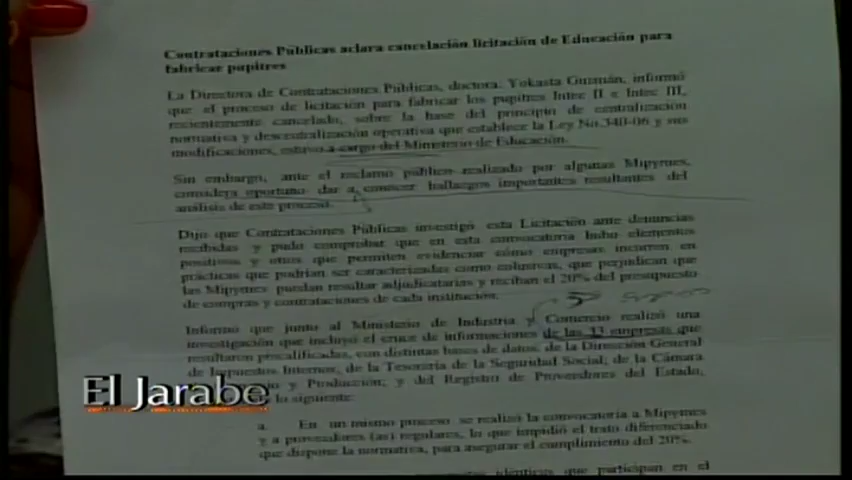 Contrataciones Públicas aclara cancelación licitación de Educación para
fabricar pupitres
La Directora de Contrataciones Públicas, doctora. Yokasta Guzmán, informó
que el proceso de licitación para fabricar los pupitres Intec II e Intec III,
recientemente cancelado, sobre la base del principio de centralización
normativa y descentralización operativa que establece la Ley No.340-06 y sus
modificaciones, estuvo a cargo del Ministerio de Educación.
Sin embargo, ante el reclamo público realizado por algunas Mipymes,
considera oportuno dar a conocer hallazgos importantes resultantes del
análisis de este proceso.
Dijo que Contrataciones Públicas investigó esta Licitación ante denuncias
recibidas y pudo comprobar que en esta convocatoria hubo elementos
positivos y otros que permiten evidenciar cómo empresas incurren en
prácticas que podrían ser caracterizadas como colusivas, que perjudican que
las Mipymes puedan resultar adjudicatarias y reciban el 20% del presupuesto
de compras y contrataciones de cada institución.
Informó que junto al Ministerio de Industria y Comercio realizó una
investigación que incluyó el cruce de informaciones de las 33 empresas que
resultaron precalificadas, con distintas bases de datos, de la Dirección General
de Impuestos Internos, de la Tesorería de la Seguridad Social; de la Cámara
y Producción; y del Registro de Proveedores del Estado,
lo siguiente:
El Jarabe
a. En un mismo proceso se realizó la convocatoria a Mipymes
y a proveedores (as) regulares, lo que impidió el trato diferenciado
que dispone la normativa, para asegurar el cumplimiento del 20%.
idénticos que participan en el